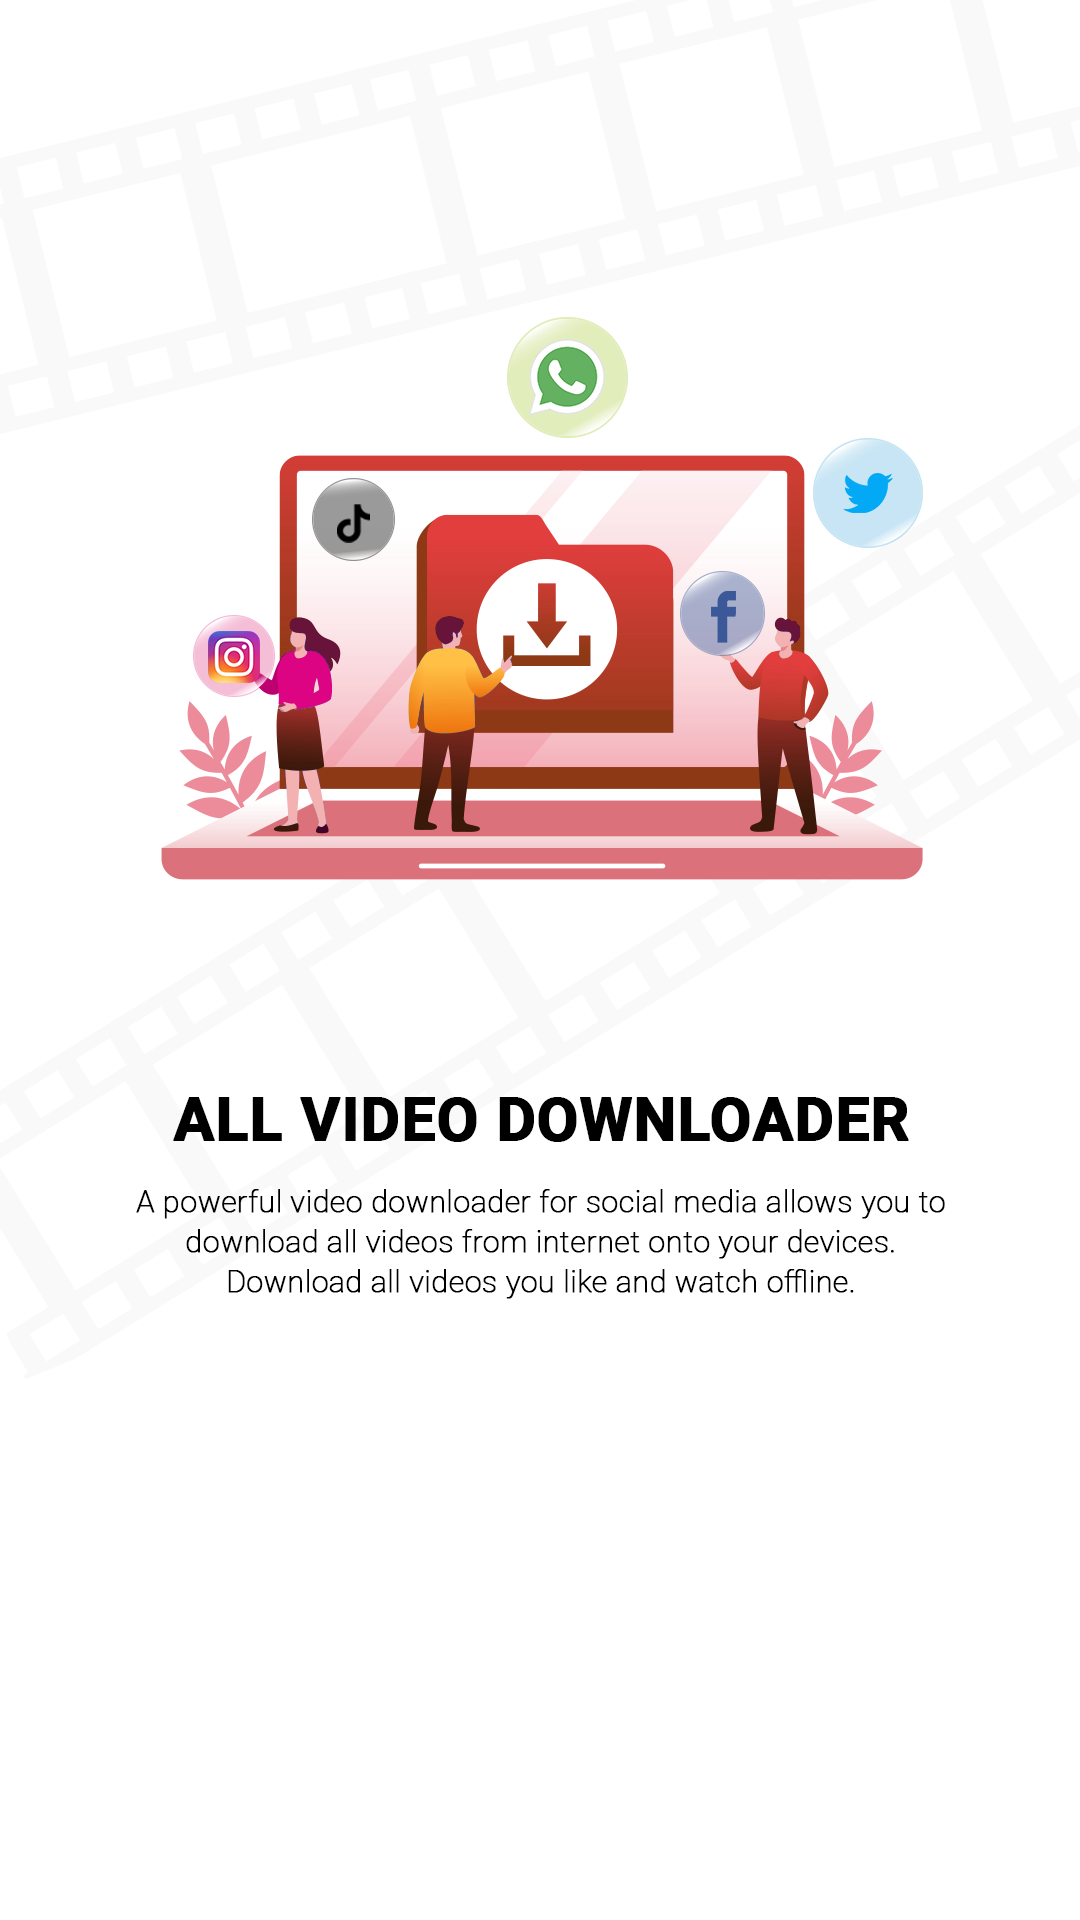 ALL VIDEO DOWNLOADER
A powerful video downloader for social media allows you to
download all videos from internet onto your devices.
Download all videos you like and watch offline.